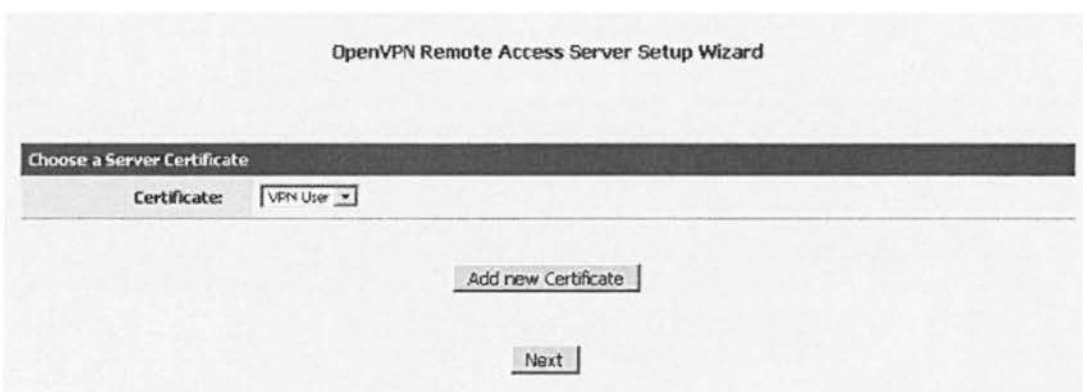 OpenVPN Remote Access Server Setup Wizard
Choose a Server Certificate
Certificate: VPN User
Add new Certificate
Next